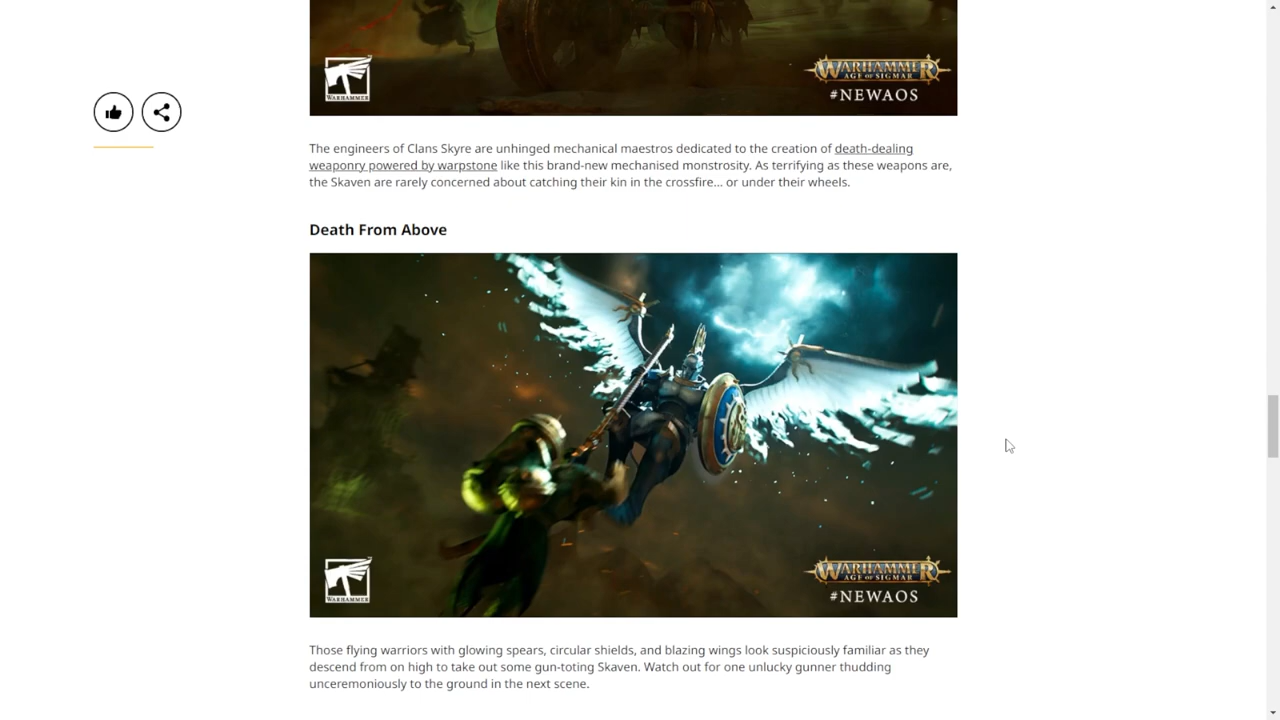 WARHAMMER
WARHAMMER
AGE OF SIGMAR
#NEWAOS
The engineers of Clans Skyre are unhinged mechanical maestros dedicated to the creation of death-dealing
weaponry powered by warpstone like this brand-new mechanised monstrosity. As terrifying as these weapons are,
the Skaven are rarely concerned about catching their kin in the crossfire… or under their wheels.
Death From Above
WARHAMMER
WARHAMMER
AGE OF SIGMAR
#NEWAOS
Those flying warriors with glowing spears, circular shields, and blazing wings look suspiciously familiar as they
descend from on high to take out some gun-toting Skaven. Watch out for one unlucky gunner thudding
unceremoniously to the ground in the next scene.